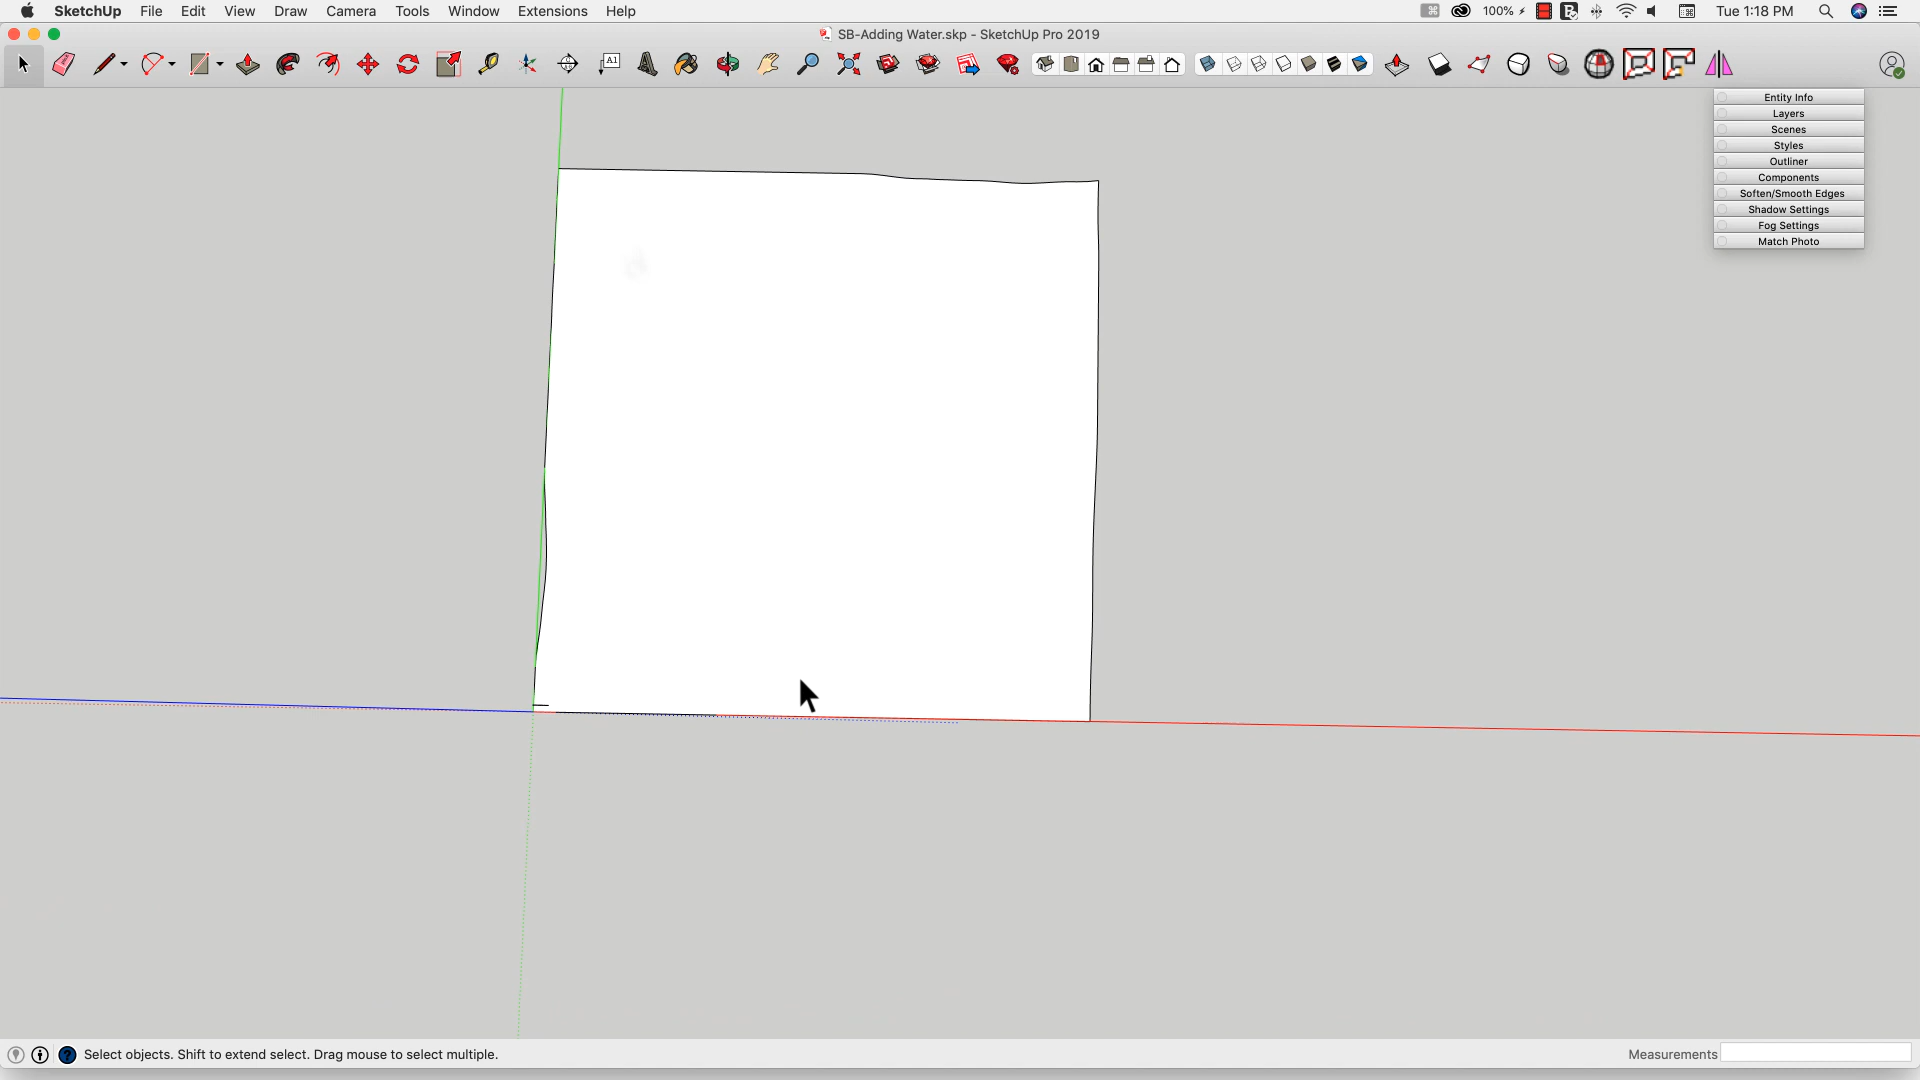 SketchUp File Edit View Draw Camera Tools Window Extensions Help 100% Tue 1:18 PM
SB-Adding Water.skp - SketchUp Pro 2019
A1
Entity Info
Layers
Scenes
Styles
Outliner
Components
Soften/Smooth Edges
Shadow Settings
Fog Settings
Match Photo
Select objects. Shift to extend select. Drag mouse to select multiple. Measurements